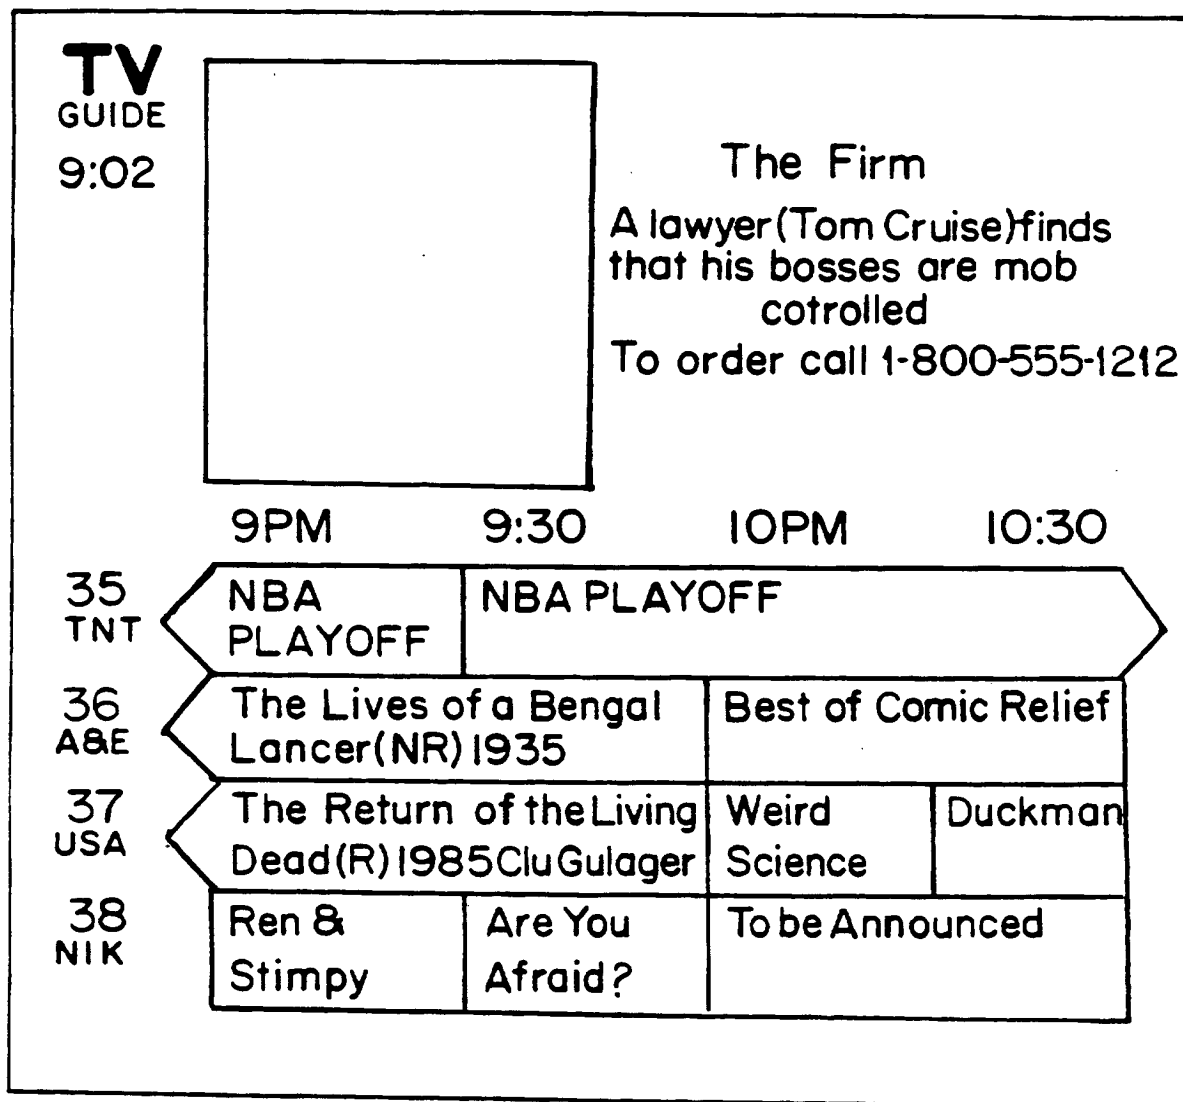 TV
GUIDE
9:02
The Firm
A lawyer (Tom Cruise) finds
that his bosses are mob
cotrolled
To order call 1-800-555-1212
9PM 9:30 10PM 10:30
35 TNT
NBA
PLAYOFF
NBA PLAYOFF
36 A&E
The Lives of a Bengal
Lancer (NR) 1935
Best of Comic Relief
37 USA
The Return of the Living
Dead (R) 1985 Clu Gulager
Weird
Science
Duckman
38 NIK
Ren &
Stimpy
Are You
Afraid?
To be Announced